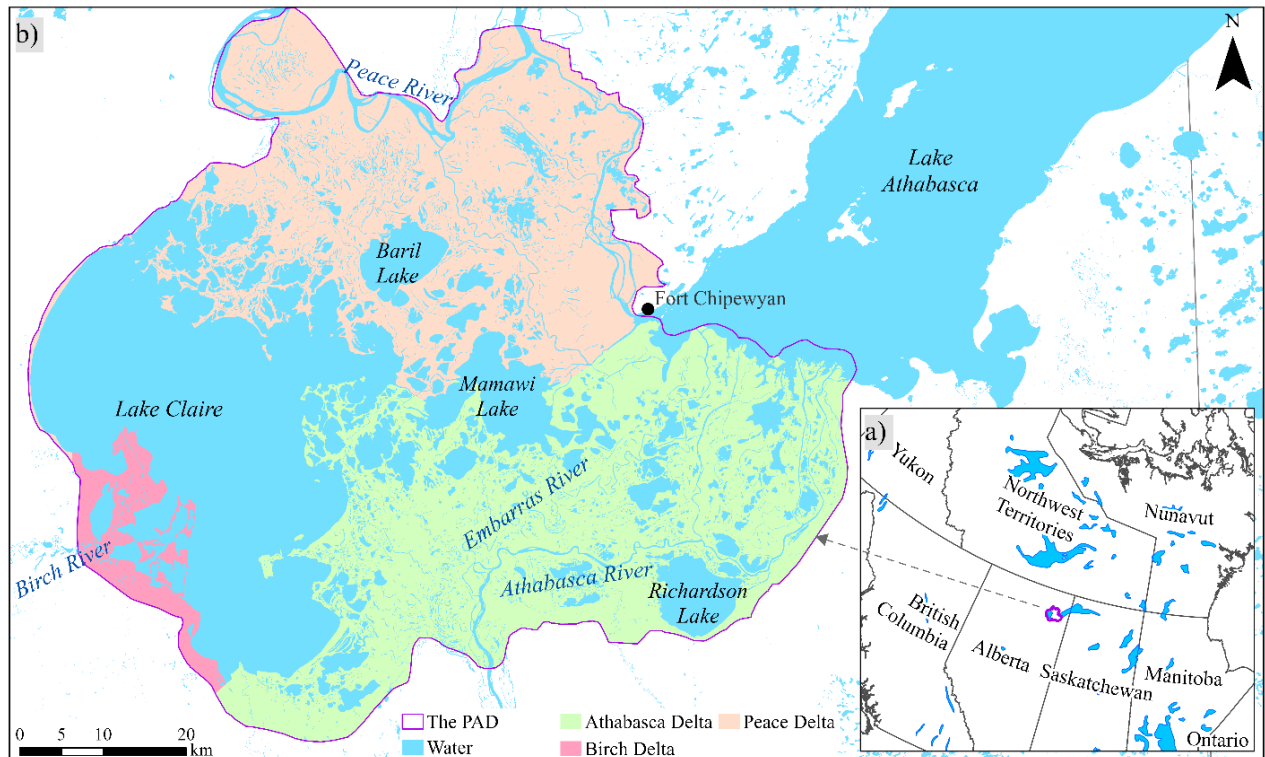 b)
N
Peace River
Lake
Athabasca
Baril
Lake
Fort Chipewyan
Mamawi
Lake
Lake Claire
Embarras River
Birch River
Athabasca River
Richardson
Lake
a)
Yukon
Northwest
Territories
Nunavut
British
Columbia
Alberta
Saskatchewan
Manitoba
Ontario
The PAD
Athabasca Delta
Peace Delta
Water
Birch Delta
0 5 10 20
km